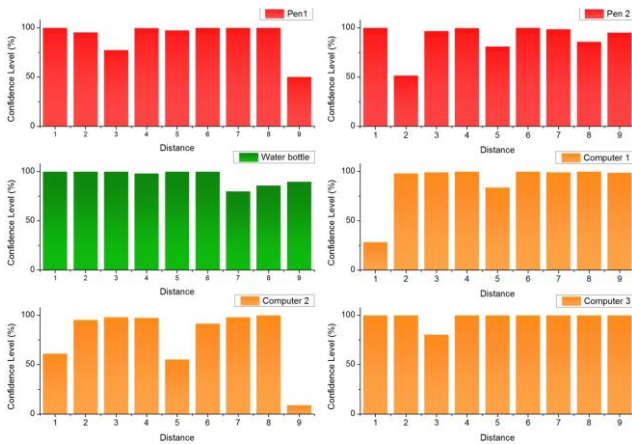 Pen1
Confidence Level (%)
100
50
0
1 2 3 4 5 6 7 8 9
Distance
Pen 2
Confidence Level (%)
100
50
0
1 2 3 4 5 6 7 8 9
Distance
Water bottle
Confidence Level (%)
100
50
0
1 2 3 4 5 6 7 8 9
Distance
Computer 1
Confidence Level (%)
100
50
0
1 2 3 4 5 6 7 8 9
Distance
Computer 2
Confidence Level (%)
100
50
0
1 2 3 4 5 6 7 8 9
Distance
Computer 3
Confidence Level (%)
100
50
0
1 2 3 4 5 6 7 8 9
Distance